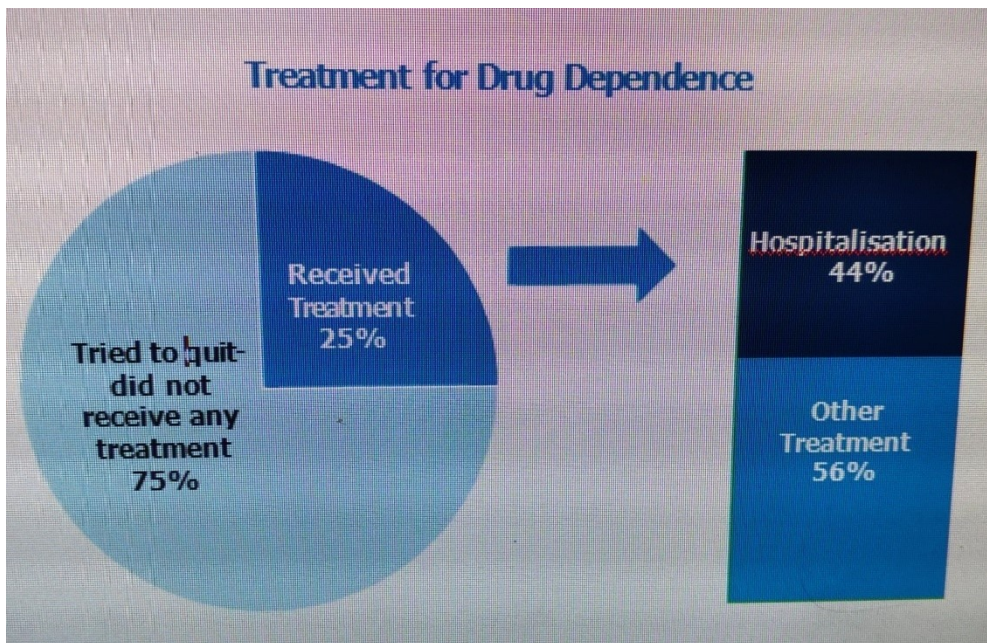 Treatment for Drug Dependence
Received
Treatment
25%
Tried to quit-
did not
receive any
treatment
75%
Hospitalisation
44%
Other
Treatment
56%